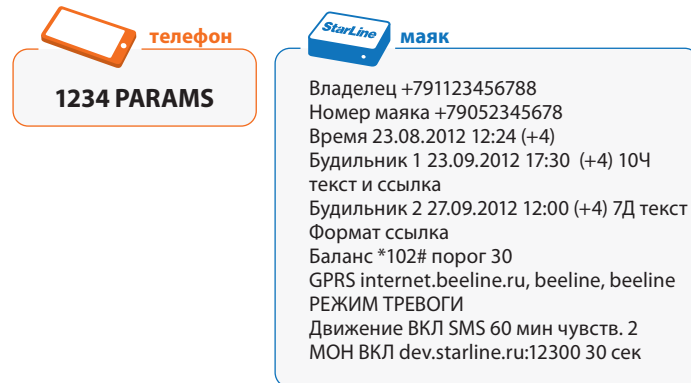 телефон
1234 PARAMS
StarLine
маяк
Владелец +791123456788
Номер маяка +79052345678
Время 23.08.2012 12:24 (+4)
Будильник 1 23.09.2012 17:30 (+4) 10Ч
текст и ссылка
Будильник 2 27.09.2012 12:00 (+4) 7Д текст
Формат ссылка
Баланс *102# порог 30
GPRS internet.beeline.ru, beeline, beeline
РЕЖИМ ТРЕВОГИ
Движение ВКЛ SMS 60 мин чувств. 2
МОН ВКЛ dev.starline.ru:12300 30 сек